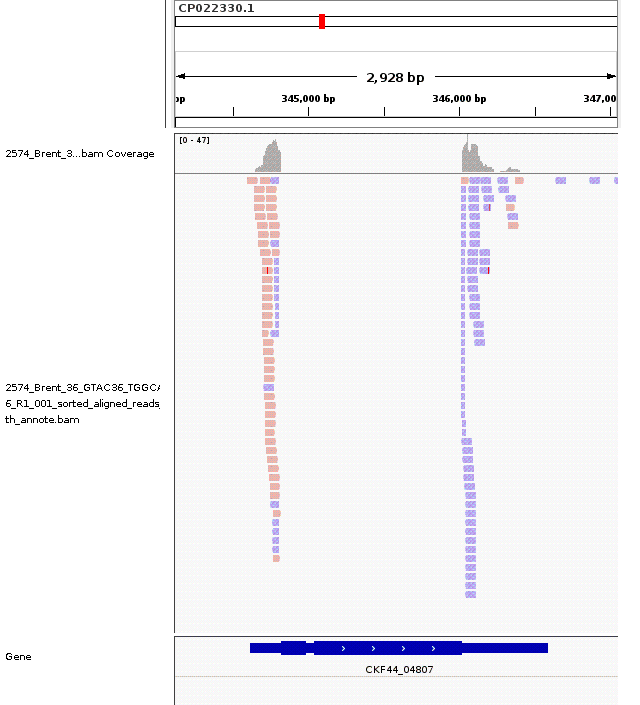 CP022330.1
2,928 bp
bp
345,000 bp
346,000 bp
347,00
[0 - 47]
2574_Brent_3...bam Coverage
2574_Brent_36_GTAC36_TGGCA
6_R1_001_sorted_aligned_reads_
th_annote.bam
Gene
CKF44_04807